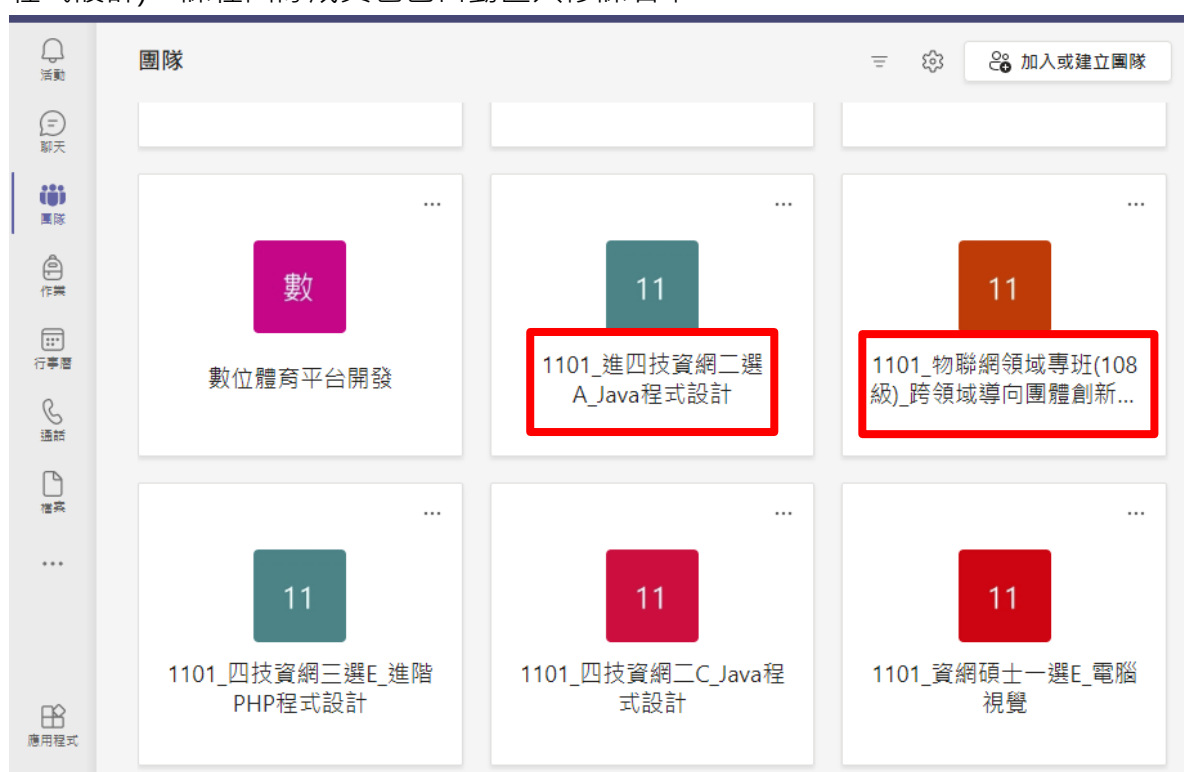 活動
聊天
團隊
作業
行事曆
通話
檔案
...
應用程式
團隊
加入或建立團隊
...
數
數位體育平台開發
...
11
1101_進四技資網二選
A_Java程式設計
...
11
1101_物聯網領域專班(108
級)_跨領域導向團體創新...
...
11
1101_四技資網三選E_進階
PHP程式設計
...
11
1101_四技資網二C_Java程
式設計
...
11
1101_資網碩士一選E_電腦
視覺